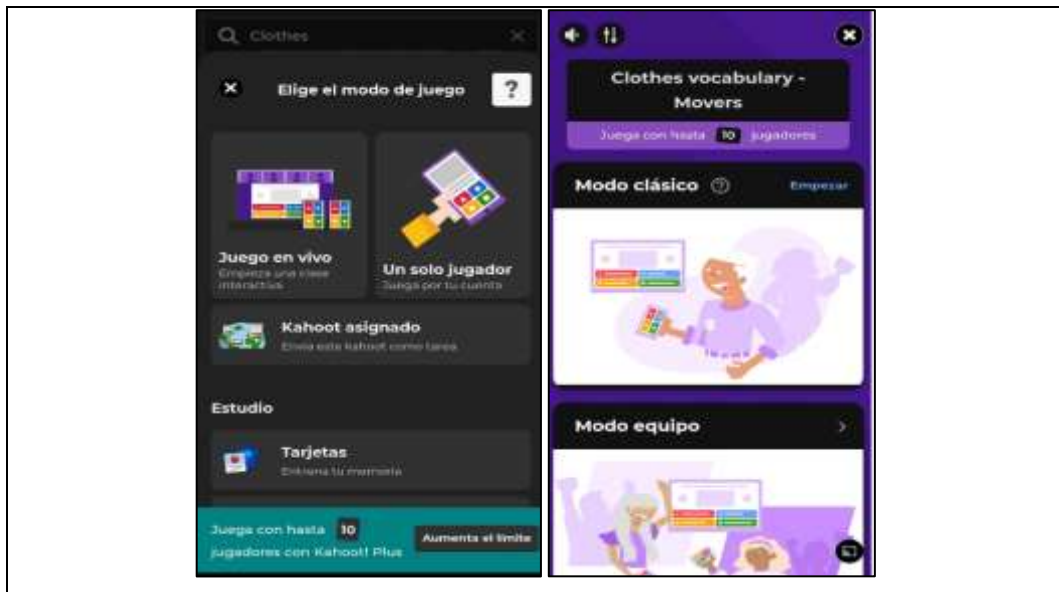 Clothes
Elige el modo de juego
?
Juego en vivo
Empieza una clase
interactiva
Un solo jugador
Juega por tu cuenta
Kahoot asignado
Envía este kahoot como tarea
Estudio
Tarjetas
Entrena tu memoria
Juega con hasta 10
jugadores con Kahoot! Plus
Aumenta el límite
Clothes vocabulary -
Movers
Juega con hasta 10 jugadores
Modo clásico ?
Empezar
Modo equipo